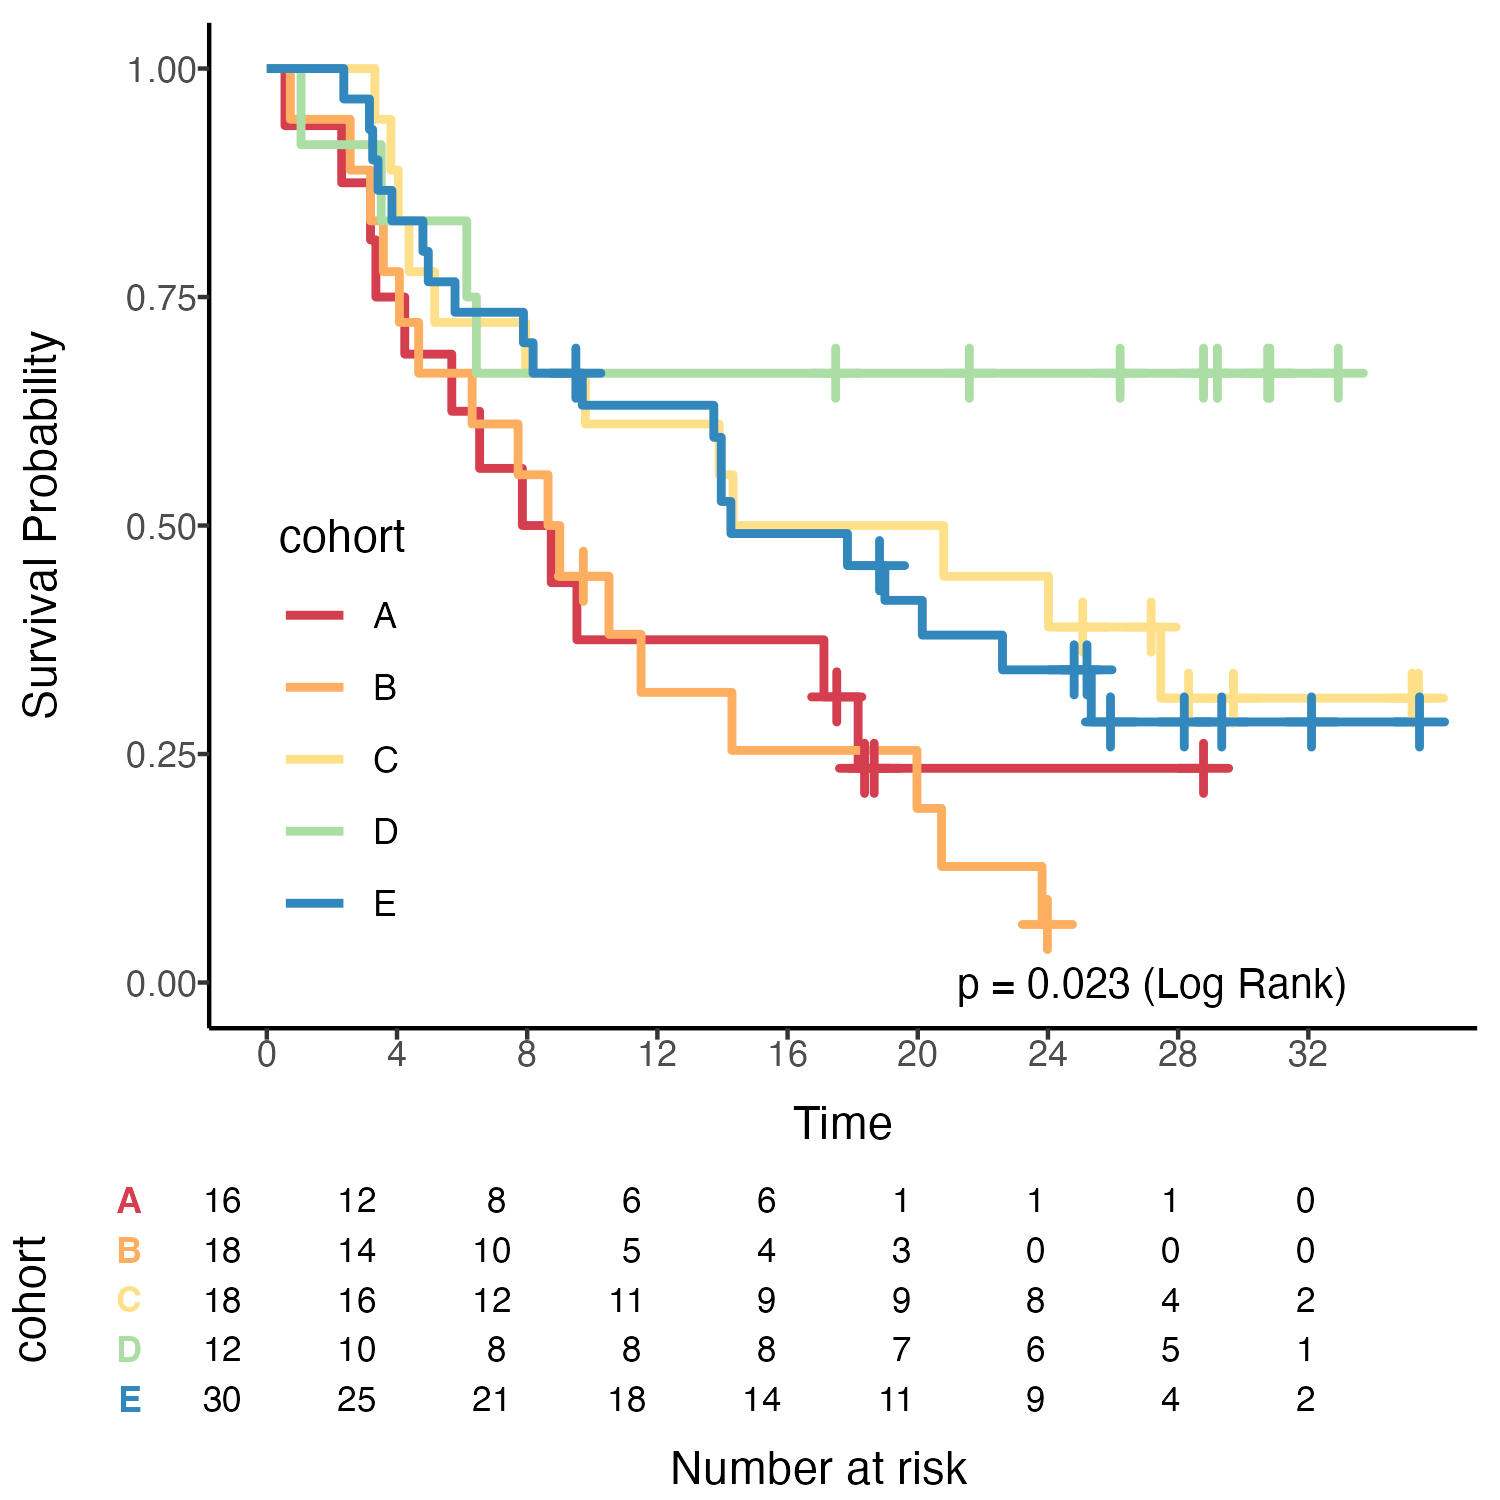 Survival Probability
1.00
0.75
0.50
0.25
0.00
cohort
A
B
C
D
E
p = 0.023 (Log Rank)
0 4 8 12 16 20 24 28 32
Time
cohort
A 16 12 8 6 6 1 1 1 0
B 18 14 10 5 4 3 0 0 0
C 18 16 12 11 9 9 8 4 2
D 12 10 8 8 8 7 6 5 1
E 30 25 21 18 14 11 9 4 2
Number at risk